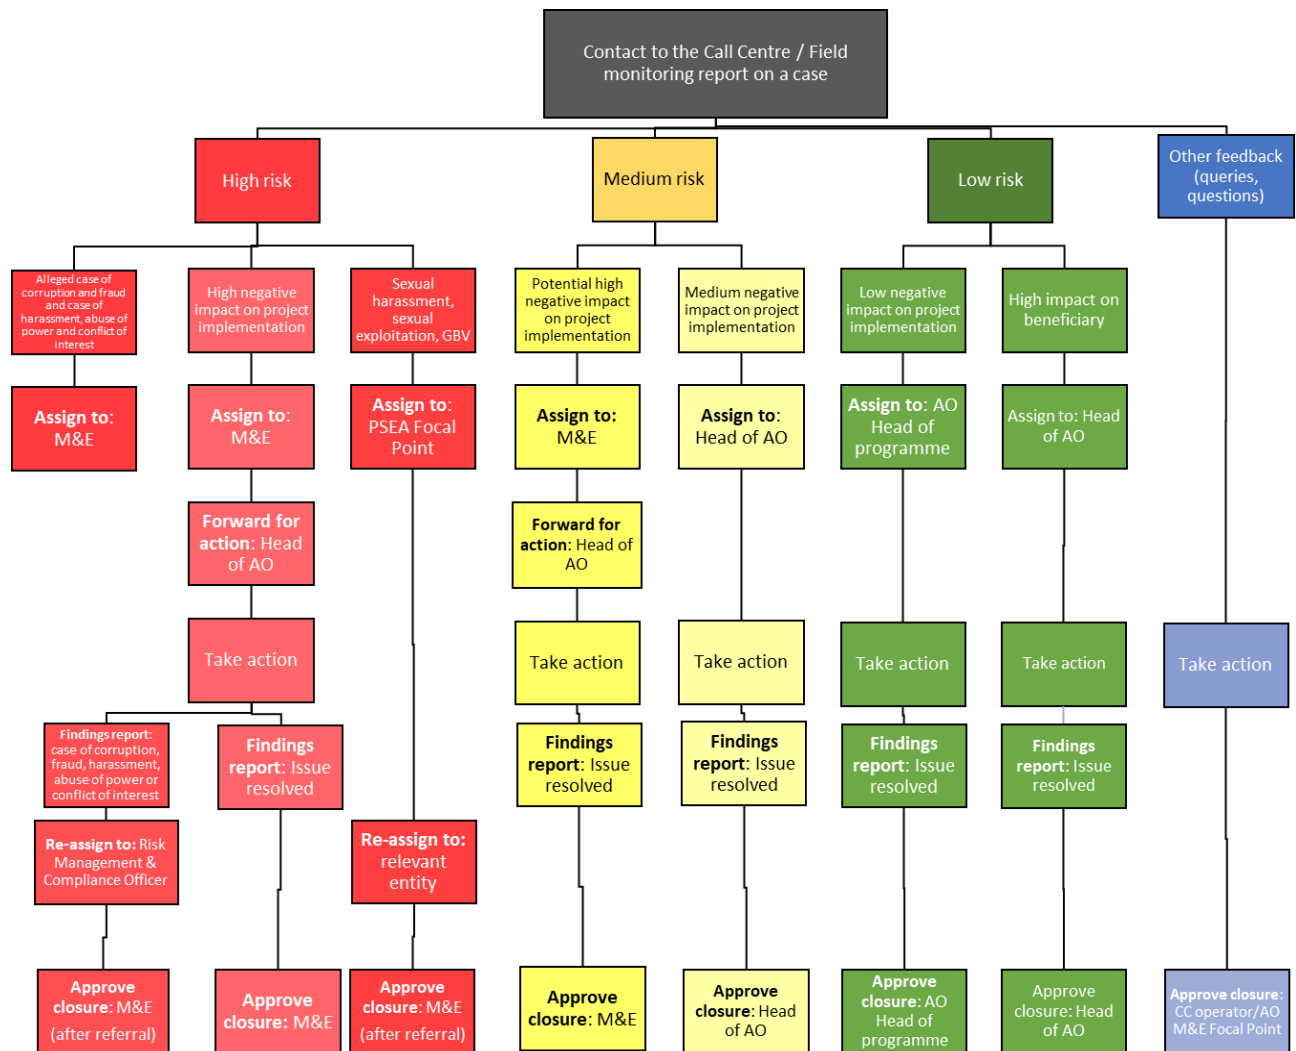 Contact to the Call Centre / Field
monitoring report on a case
High risk
Medium risk
Low risk
Other feedback
(queries,
questions)
Alleged case of
corruption and fraud
and case of
harassment, abuse of
power and conflict of
interest
High negative
impact on project
implementation
Sexual
harassment,
sexual
exploitation, GBV
Potential high
negative impact
on project
implementation
Medium negative
impact on project
implementation
Low negative
impact on project
implementation
High impact on
beneficiary
Assign to:
M&E
Assign to:
M&E
Assign to:
PSEA Focal
Point
Assign to:
M&E
Assign to:
Head of AO
Assign to: AO
Head of
programme
Assign to: Head
of AO
Forward for
action: Head
of AO
Forward for
action: Head of
AO
Take action
Take action
Take action
Take action
Take action
Take action
Findings report:
case of corruption,
fraud, harassment,
abuse of power or
conflict of interest
Findings
report: Issue
resolved
Findings
report: Issue
resolved
Findings
report: Issue
resolved
Findings
report: Issue
resolved
Findings
report: Issue
resolved
Re-assign to: Risk
Management &
Compliance Officer
Re-assign to:
relevant
entity
Approve
closure: M&E
(after referral)
Approve
closure: M&E
Approve
closure: M&E
(after referral)
Approve
closure: M&E
Approve
closure: Head
of AO
Approve
closure: AO
Head of
programme
Approve
closure: Head
of AO
Approve closure:
CC operator/AO
M&E Focal Point